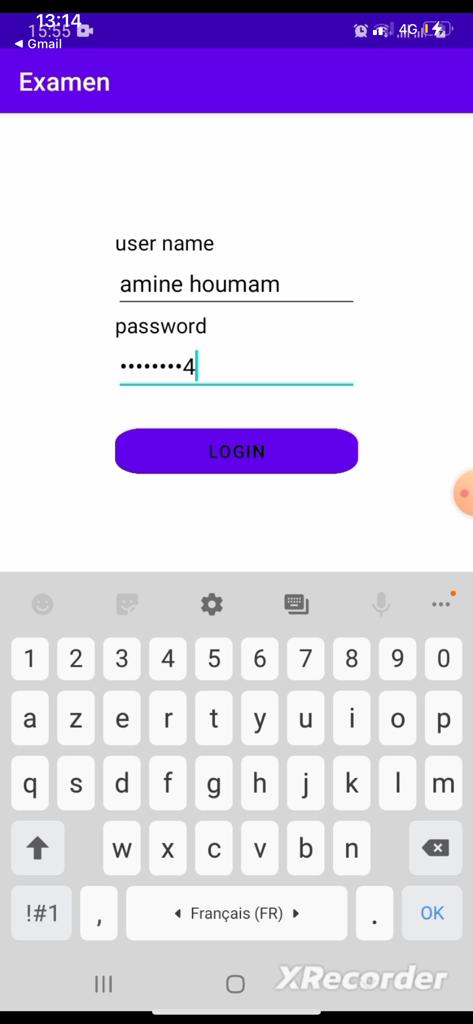 13:14
15:55
4G
◄ Gmail
Examen
user name
amine houmam
password
••••••••4
LOGIN
1 2 3 4 5 6 7 8 9 0
a z e r t y u i o p
q s d f g h j k l m
w x c v b n
!#1 , ◄ Français (FR) ► . OK
XRecorder